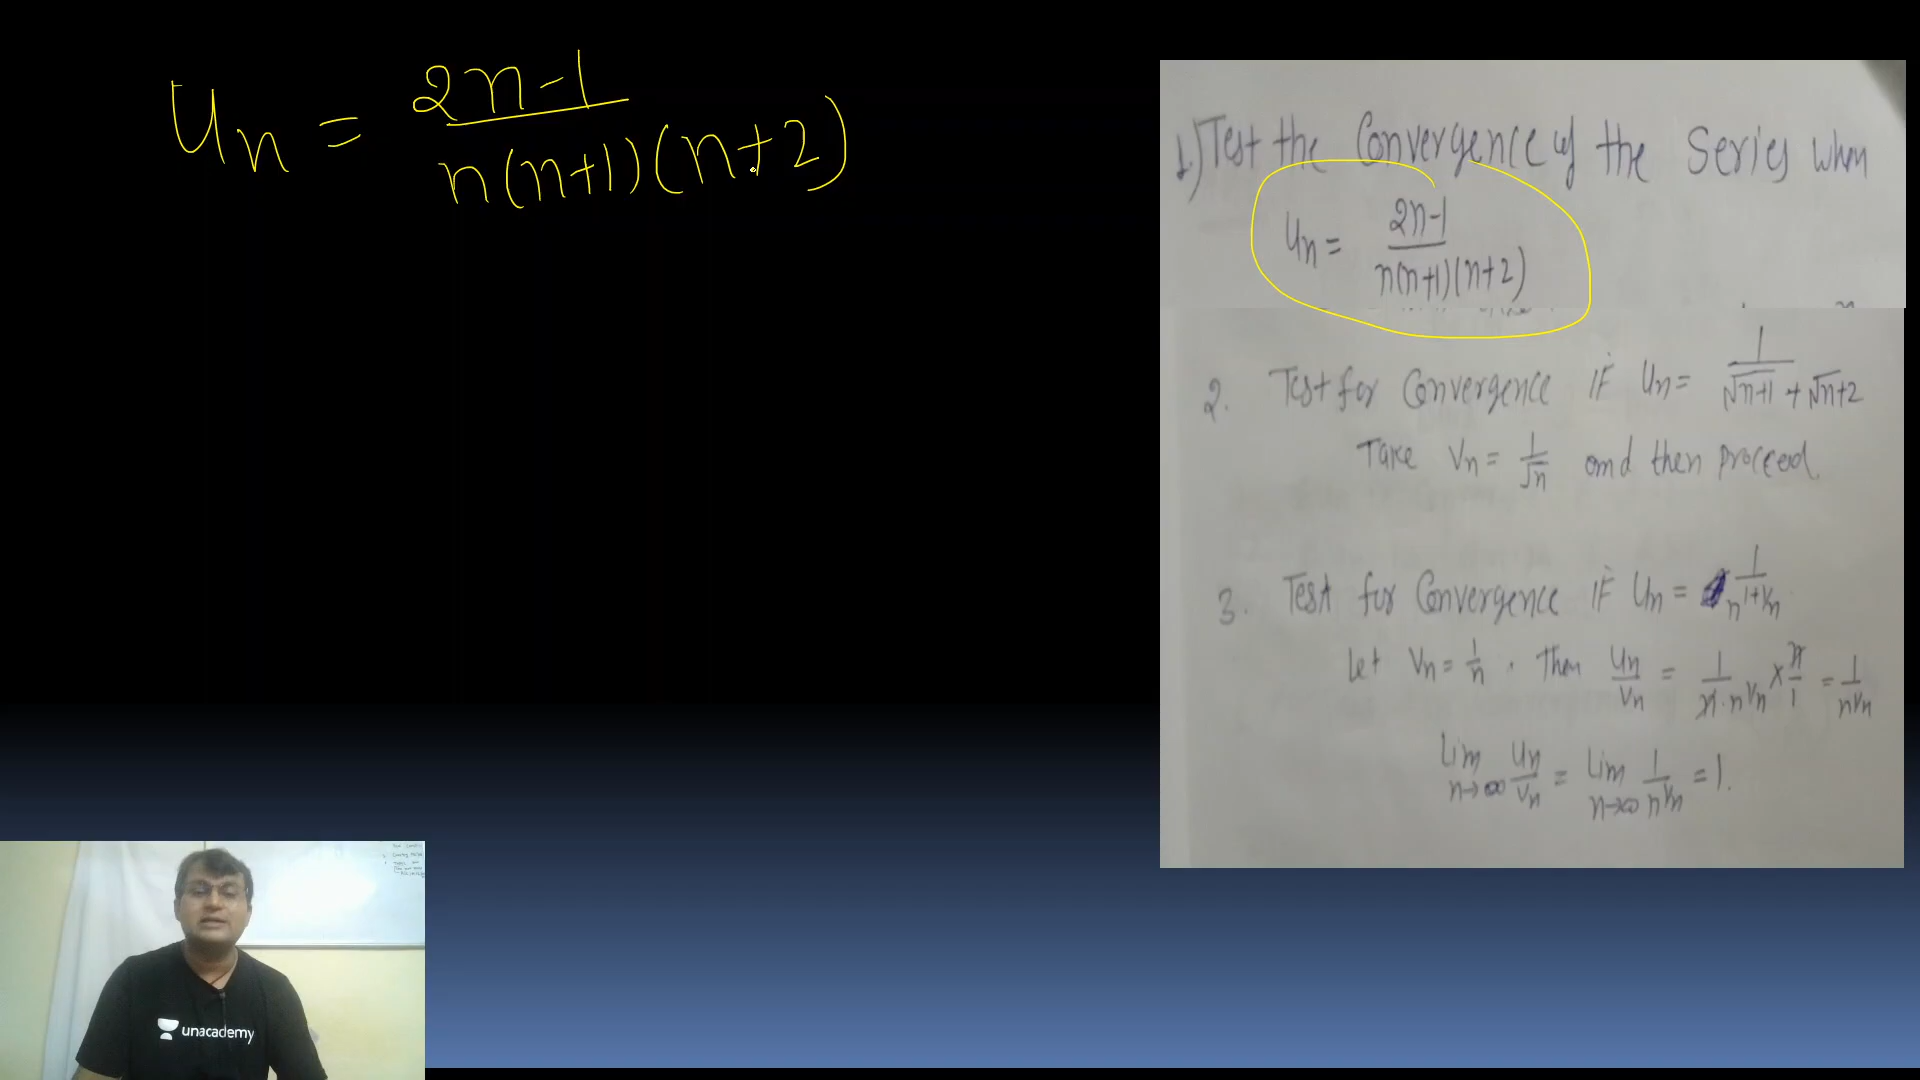 Un = 2n-1 / n(n+1)(n+2)
1.) Test the Convergence of the Series when
Un = 2n-1 / n(n+1)(n+2)
2. Test for Convergence if Un = 1 / √n+1 + √n+2
Take Vn = 1/√n and then proceed.
3. Test for Convergence if Un = 1 / n^1+1/n
Let Vn = 1/n . Then Un/Vn = 1 / n . n^1/n × n/1 = 1 / n^1/n
Lim n→∞ Un/Vn = Lim n→∞ 1 / n^1/n = 1.
unacademy